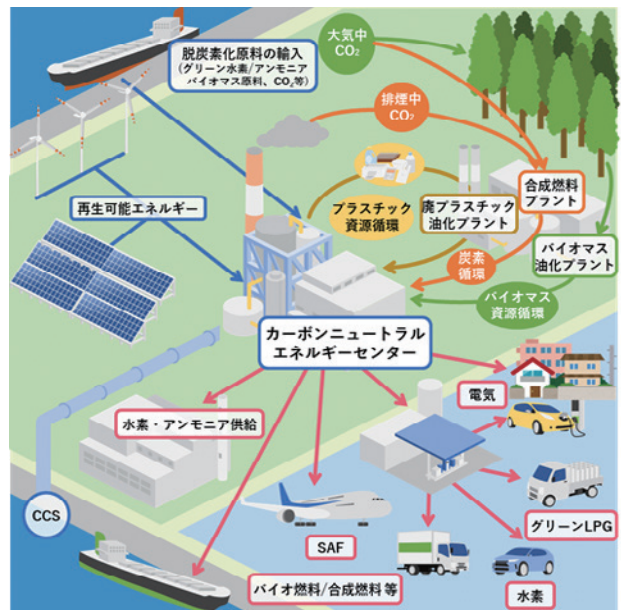 脱炭素化原料の輸入
(グリーン水素/アンモニア
バイオマス原料、CO₂等)
大気中
CO₂
排煙中
CO₂
再生可能エネルギー
プラスチック
資源循環
廃プラスチック
油化プラント
合成燃料
プラント
炭素
循環
バイオマス
油化プラント
バイオマス
資源循環
カーボンニュートラル
エネルギーセンター
電気
水素・アンモニア供給
CCS
SAF
グリーンLPG
バイオ燃料/合成燃料 等
水素